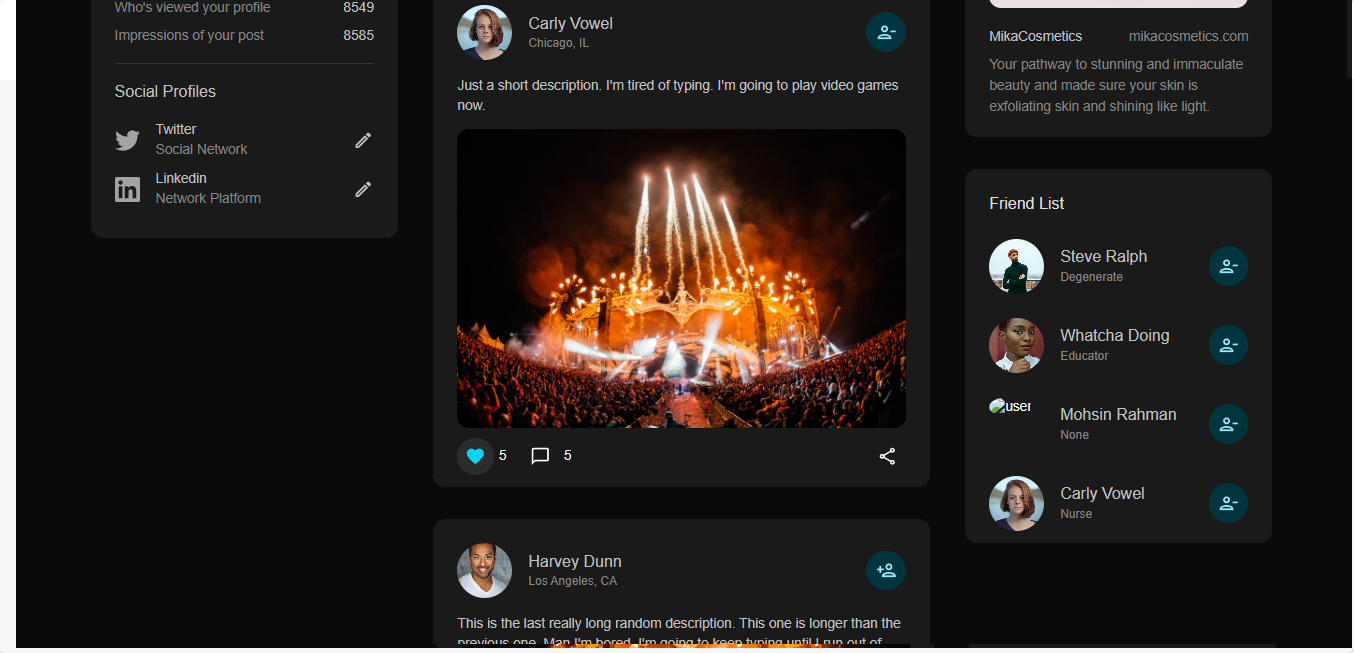 Who's viewed your profile 8549
Impressions of your post 8585
Social Profiles
Twitter
Social Network
Linkedin
Network Platform
Carly Vowel
Chicago, IL
Just a short description. I'm tired of typing. I'm going to play video games
now.
5 5
Harvey Dunn
Los Angeles, CA
This is the last really long random description. This one is longer than the
previous one. Man I'm bored. I'm going to keep typing until I run out of
MikaCosmetics mikacosmetics.com
Your pathway to stunning and immaculate
beauty and made sure your skin is
exfoliating skin and shining like light.
Friend List
Steve Ralph
Degenerate
Whatcha Doing
Educator
user
Mohsin Rahman
None
Carly Vowel
Nurse